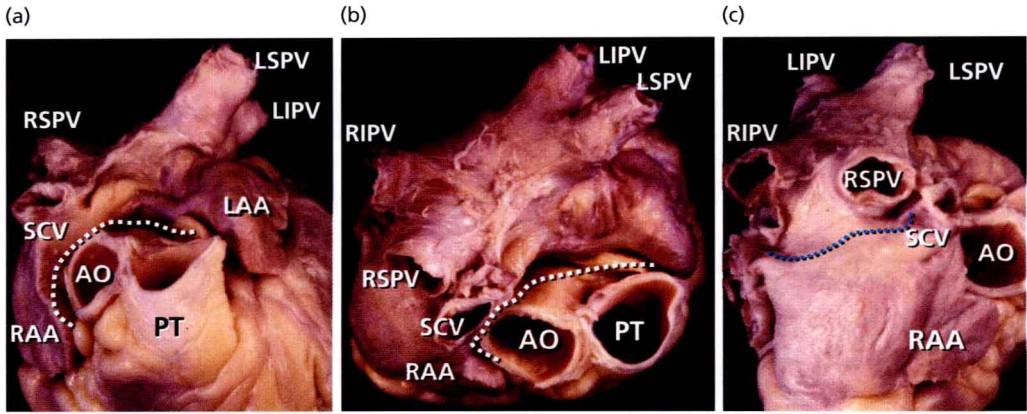 (a)
LSPV
LIPV
RSPV
LAA
SCV
AO
PT
RAA
(b)
LIPV
LSPV
RIPV
RSPV
SCV
AO
PT
RAA
(c)
LIPV
LSPV
RIPV
RSPV
SCV
AO
RAA